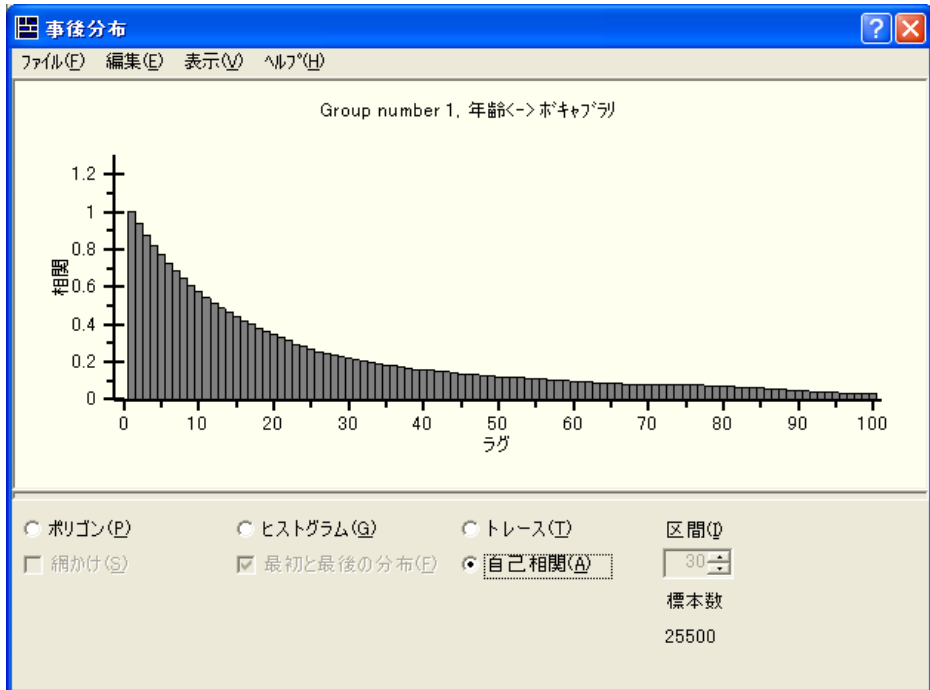 事後分布
ファイル(F) 編集(E) 表示(V) ヘルプ(H)
Group number 1, 年齢<-> ボキャブラリ
1.2
1
0.8
0.6
0.4
0.2
0
相関
0 10 20 30 40 50 60 70 80 90 100
ラグ
ポリゴン(P) ヒストグラム(G) トレース(T) 区間(I)
網かけ(S) 最初と最後の分布(F) 自己相関(A) 30
標本数
25500